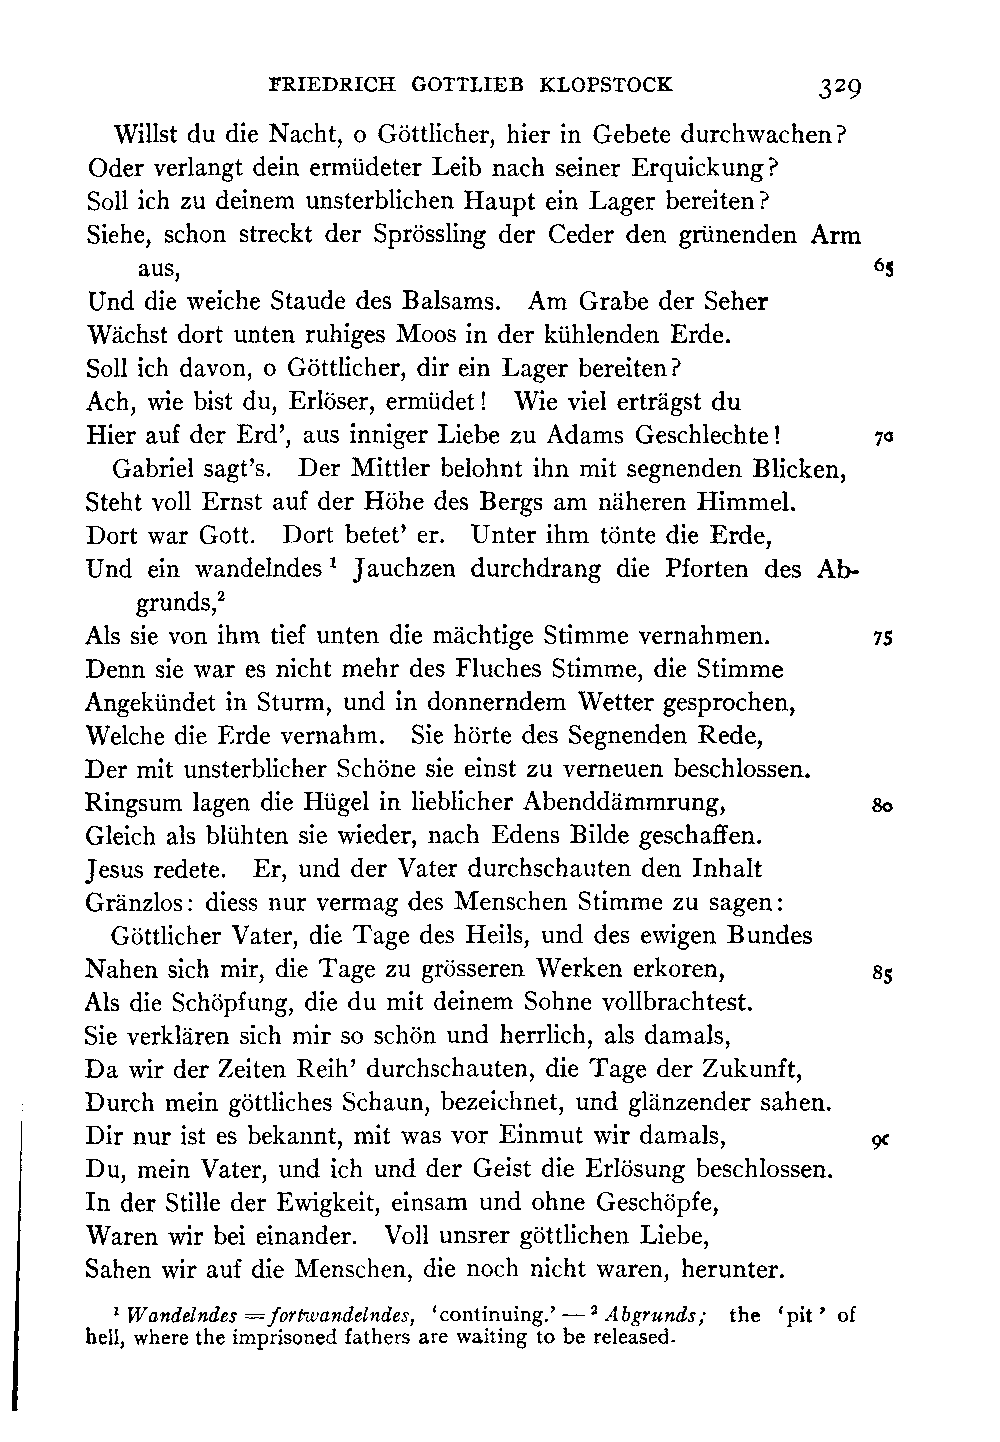 FRIEDRICH GOTTLIEB KLOPSTOCK 329
Willst du die Nacht, o Göttlicher, hier in Gebete durchwachen?
Oder verlangt dein ermüdeter Leib nach seiner Erquickung?
Soll ich zu deinem unsterblichen Haupt ein Lager bereiten?
Siehe, schon streckt der Sprössling der Ceder den grünenden Arm
aus, 65
Und die weiche Staude des Balsams. Am Grabe der Seher
Wächst dort unten ruhiges Moos in der kühlenden Erde.
Soll ich davon, o Göttlicher, dir ein Lager bereiten?
Ach, wie bist du, Erlöser, ermüdet! Wie viel erträgst du
Hier auf der Erd', aus inniger Liebe zu Adams Geschlechte! 70
Gabriel sagt's. Der Mittler belohnt ihn mit segnenden Blicken,
Steht voll Ernst auf der Höhe des Bergs am näheren Himmel.
Dort war Gott. Dort betet' er. Unter ihm tönte die Erde,
Und ein wandelndes ¹ Jauchzen durchdrang die Pforten des Ab-
grunds,²
Als sie von ihm tief unten die mächtige Stimme vernahmen. 75
Denn sie war es nicht mehr des Fluches Stimme, die Stimme
Angekündet in Sturm, und in donnerndem Wetter gesprochen,
Welche die Erde vernahm. Sie hörte des Segnenden Rede,
Der mit unsterblicher Schöne sie einst zu verneuen beschlossen.
Ringsum lagen die Hügel in lieblicher Abenddämmrung, 80
Gleich als blühten sie wieder, nach Edens Bilde geschaffen.
Jesus redete. Er, und der Vater durchschauten den Inhalt
Gränzlos: diess nur vermag des Menschen Stimme zu sagen:
Göttlicher Vater, die Tage des Heils, und des ewigen Bundes
Nahen sich mir, die Tage zu grösseren Werken erkoren, 85
Als die Schöpfung, die du mit deinem Sohne vollbrachtest.
Sie verklären sich mir so schön und herrlich, als damals,
Da wir der Zeiten Reih' durchschauten, die Tage der Zukunft,
Durch mein göttliches Schaun, bezeichnet, und glänzender sahen.
Dir nur ist es bekannt, mit was vor Einmut wir damals, 90
Du, mein Vater, und ich und der Geist die Erlösung beschlossen.
In der Stille der Ewigkeit, einsam und ohne Geschöpfe,
Waren wir bei einander. Voll unsrer göttlichen Liebe,
Sahen wir auf die Menschen, die noch nicht waren, herunter.
¹ Wandelndes = fortwandelndes, 'continuing.' — ² Abgrunds; the 'pit' of
hell, where the imprisoned fathers are waiting to be released.